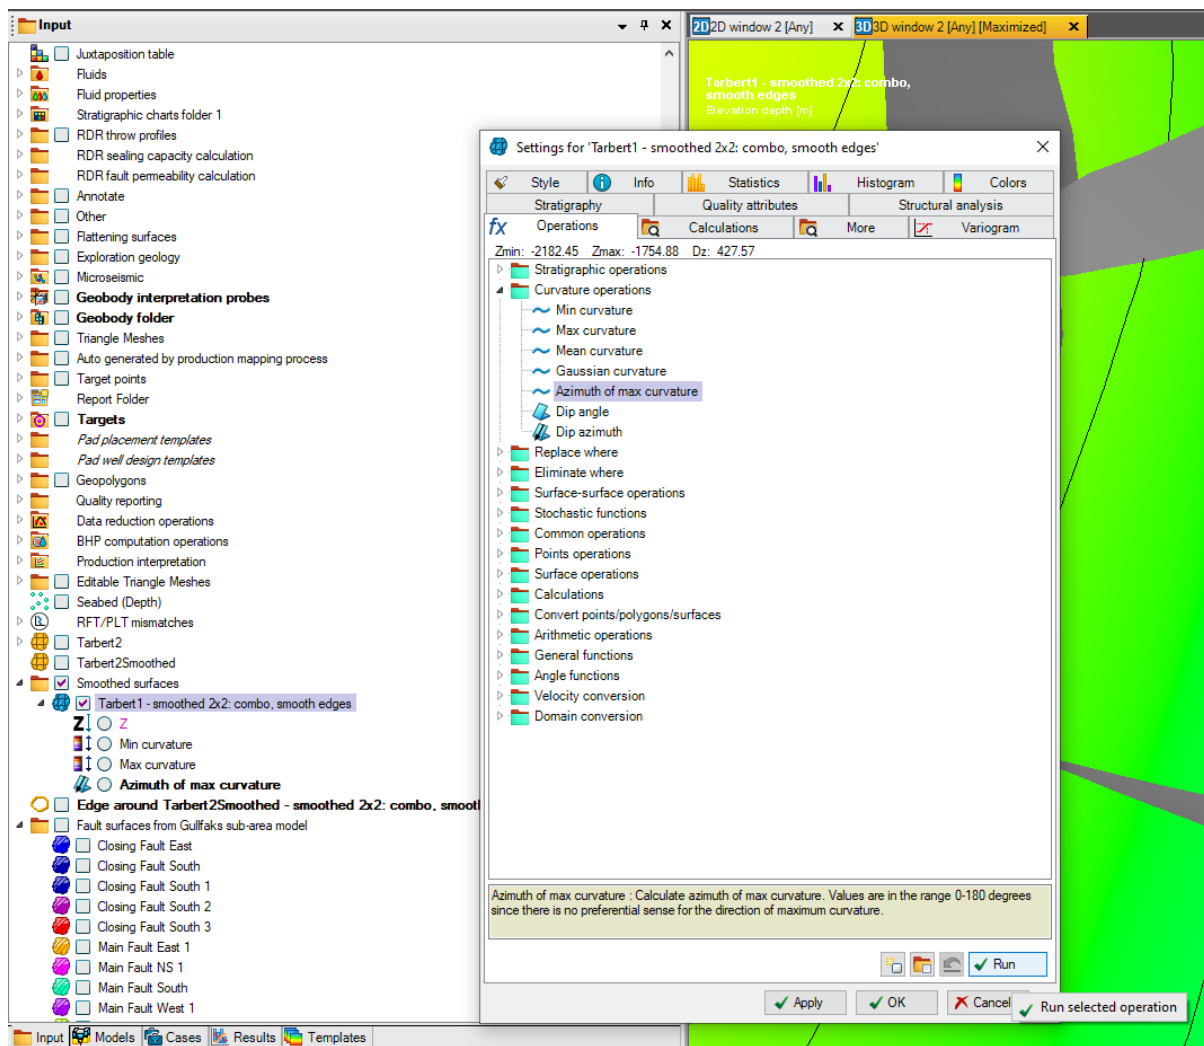 Input
Juxtaposition table
Fluids
Fluid properties
Stratigraphic charts folder 1
RDR throw profiles
RDR sealing capacity calculation
RDR fault permeability calculation
Annotate
Other
Flattening surfaces
Exploration geology
Microseismic
Geobody interpretation probes
Geobody folder
Triangle Meshes
Auto generated by production mapping process
Target points
Report Folder
Targets
Pad placement templates
Pad well design templates
Geopolygons
Quality reporting
Data reduction operations
BHP computation operations
Production interpretation
Editable Triangle Meshes
Seabed (Depth)
RFT/PLT mismatches
Tarbert2
Tarbert2Smoothed
Smoothed surfaces
Tarbert1 - smoothed 2x2: combo, smooth edges
Z Z
Min curvature
Max curvature
Azimuth of max curvature
Edge around Tarbert2Smoothed - smoothed 2x2: combo, smoot
Fault surfaces from Gullfaks sub-area model
Closing Fault East
Closing Fault South
Closing Fault South 1
Closing Fault South 2
Closing Fault South 3
Main Fault East 1
Main Fault NS 1
Main Fault South
Main Fault West 1
Input Models Cases Results Templates
2D 2D window 2 [Any] 3D 3D window 2 [Any] [Maximized]
Tarbert1 - smoothed 2x2: combo,
smooth edges
Elevation depth [m]
Settings for 'Tarbert1 - smoothed 2x2: combo, smooth edges'
Style Info Statistics Histogram Colors
Stratigraphy Quality attributes Structural analysis
fx Operations Calculations More Variogram
Zmin: -2182.45 Zmax: -1754.88 Dz: 427.57
Stratigraphic operations
Curvature operations
Min curvature
Max curvature
Mean curvature
Gaussian curvature
Azimuth of max curvature
Dip angle
Dip azimuth
Replace where
Eliminate where
Surface-surface operations
Stochastic functions
Common operations
Points operations
Surface operations
Calculations
Convert points/polygons/surfaces
Arithmetic operations
General functions
Angle functions
Velocity conversion
Domain conversion
Azimuth of max curvature : Calculate azimuth of max curvature. Values are in the range 0-180 degrees
since there is no preferential sense for the direction of maximum curvature.
Run
Apply OK Cancel
Run selected operation